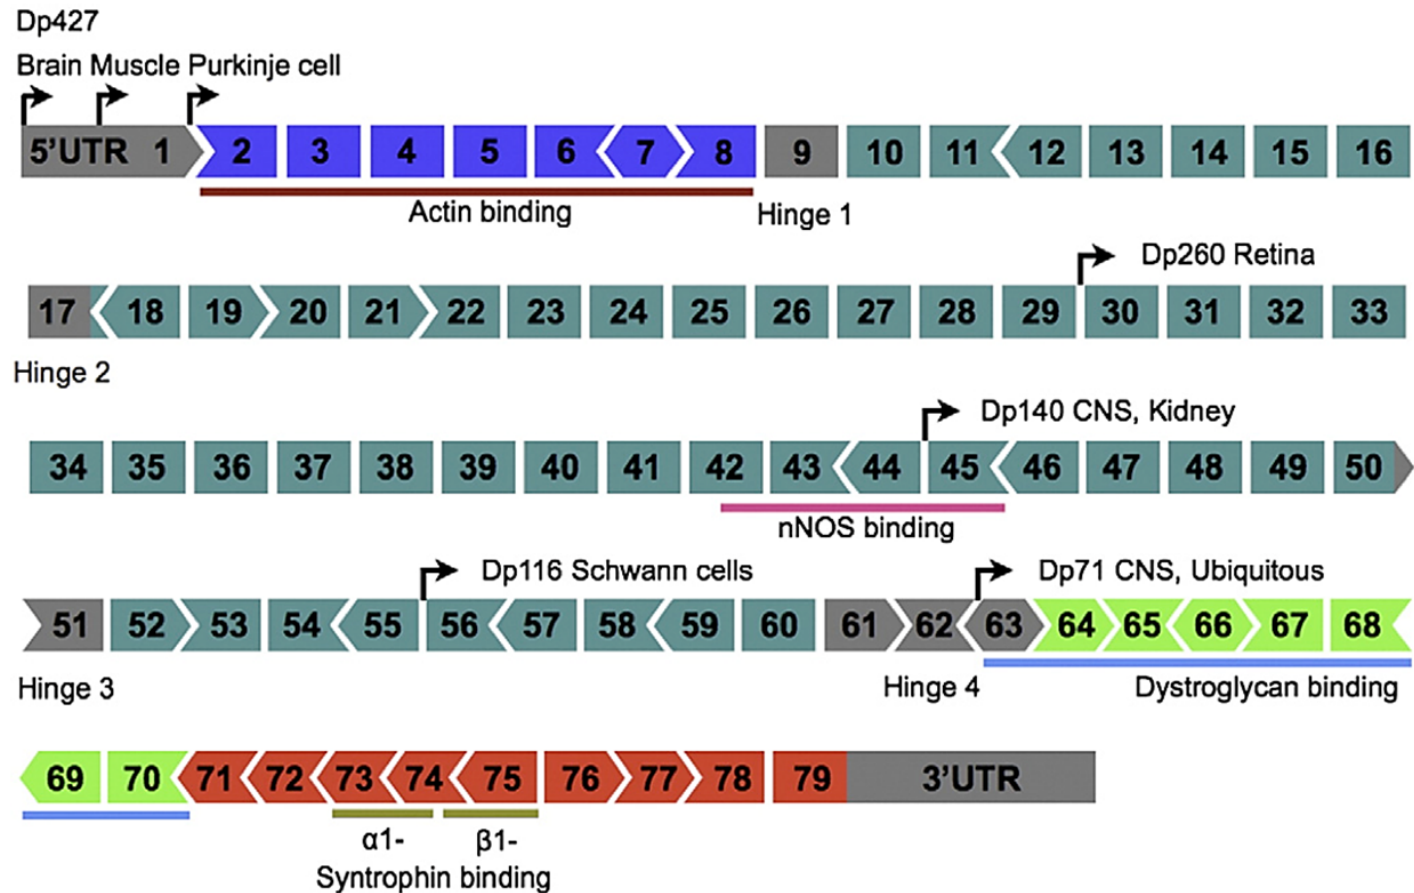 Dp427
Brain Muscle Purkinje cell
5’UTR 1 2 3 4 5 6 7 8 9 10 11 12 13 14 15 16
Actin binding Hinge 1
Dp260 Retina
17 18 19 20 21 22 23 24 25 26 27 28 29 30 31 32 33
Hinge 2
Dp140 CNS, Kidney
34 35 36 37 38 39 40 41 42 43 44 45 46 47 48 49 50
nNOS binding
Dp116 Schwann cells Dp71 CNS, Ubiquitous
51 52 53 54 55 56 57 58 59 60 61 62 63 64 65 66 67 68
Hinge 3 Hinge 4 Dystroglycan binding
69 70 71 72 73 74 75 76 77 78 79 3’UTR
α1- β1-
Syntrophin binding